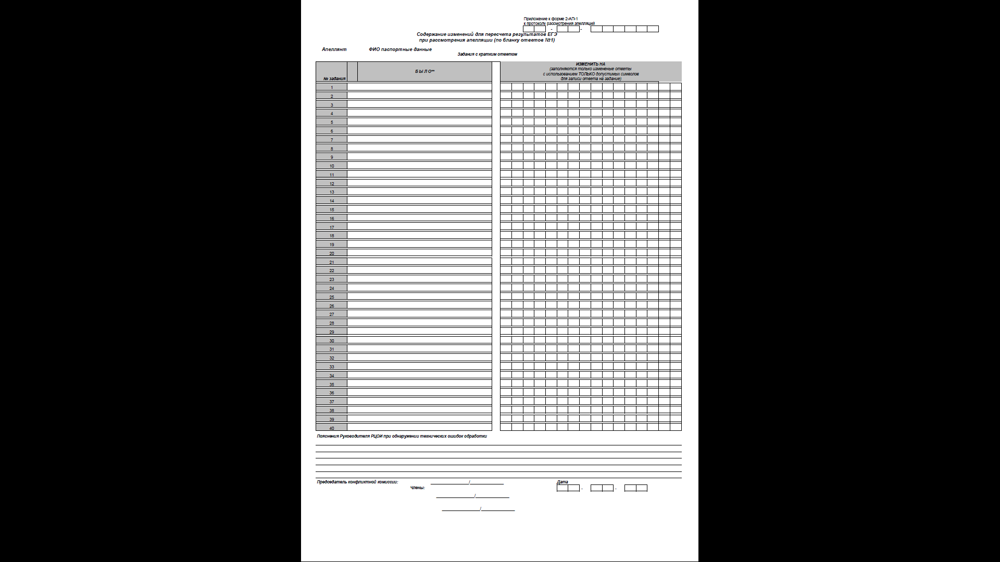 Приложение к форме 2-АП-1
к протоколу рассмотрения апелляций
- -
Содержание изменений для пересчета результатов ЕГЭ
при рассмотрения апелляции (по бланку ответов №1)
Апеллянт ФИО паспортные данные
Задания с кратким ответом
№ задания
Б Ы Л О**
ИЗМЕНИТЬ НА
(заполняются только измененые ответы
с использованием ТОЛЬКО допустимых символов
для записи ответа на задание)
1
2
3
4
5
6
7
8
9
10
11
12
13
14
15
16
17
18
19
20
21
22
23
24
25
26
27
28
29
30
31
32
33
34
35
36
37
38
39
40
Пояснения Руководителя РЦОИ при обнаружении технических ошибок обработки
Председатель конфликтной комиссии: ________________/______________ Дата
Члены: - -
________________/______________
________________/______________